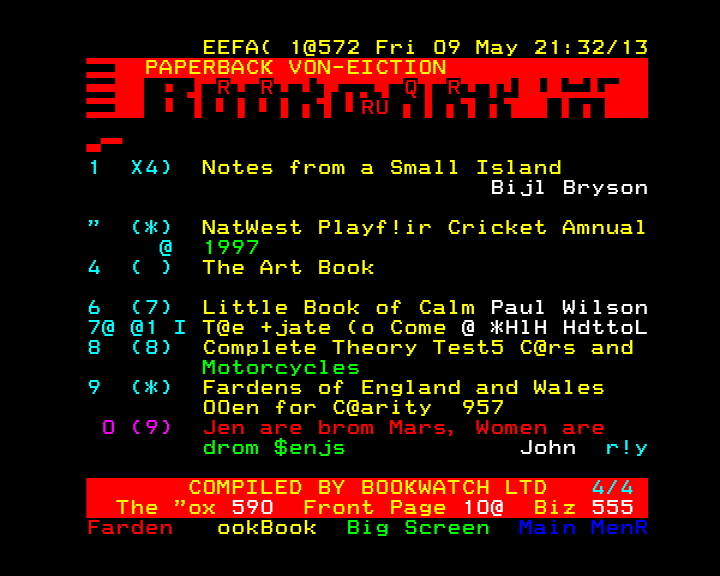 EEFA( 1@572 Fri 09 May 21:32/13
PAPERBACK VON-EICTION
1 X4) Notes from a Small Island
Bijl Bryson
" (*) NatWest Playf!ir Cricket Amnual
@ 1997
4 ( ) The Art Book
6 (7) Little Book of Calm Paul Wilson
7@ @1 I T@e +jate (o Come @ *HlH HdttoL
8 (8) Complete Theory Test5 C@rs and
Motorcycles
9 (*) Fardens of England and Wales
OOen for C@arity 957
O (9) Jen are brom Mars, Women are
drom $enjs John r!y
COMPILED BY BOOKWATCH LTD 4/4
The "ox 590 Front Page 10@ Biz 555
Farden ookBook Big Screen Main MenR